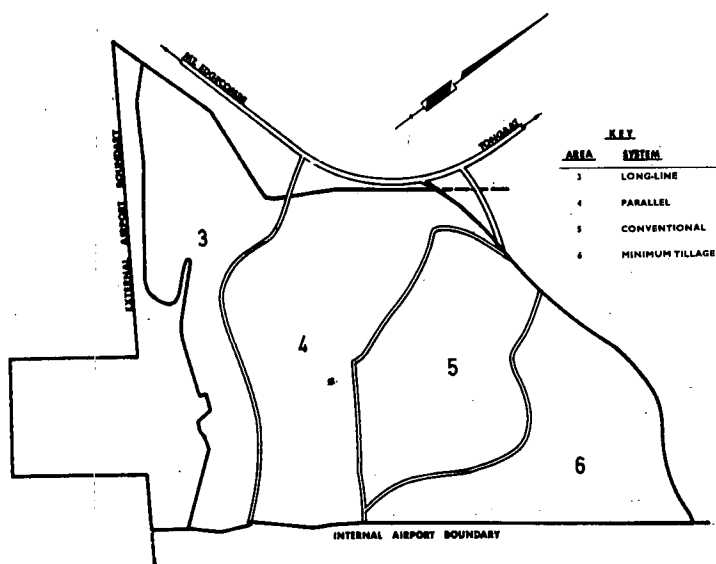 MT. EDGECOMBE
TONGAAT
EXTERNAL AIRPORT BOUNDARY
KEY
AREA SYSTEM
3 LONG-LINE
4 PARALLEL
5 CONVENTIONAL
6 MINIMUM TILLAGE
3
4
5
6
INTERNAL AIRPORT BOUNDARY